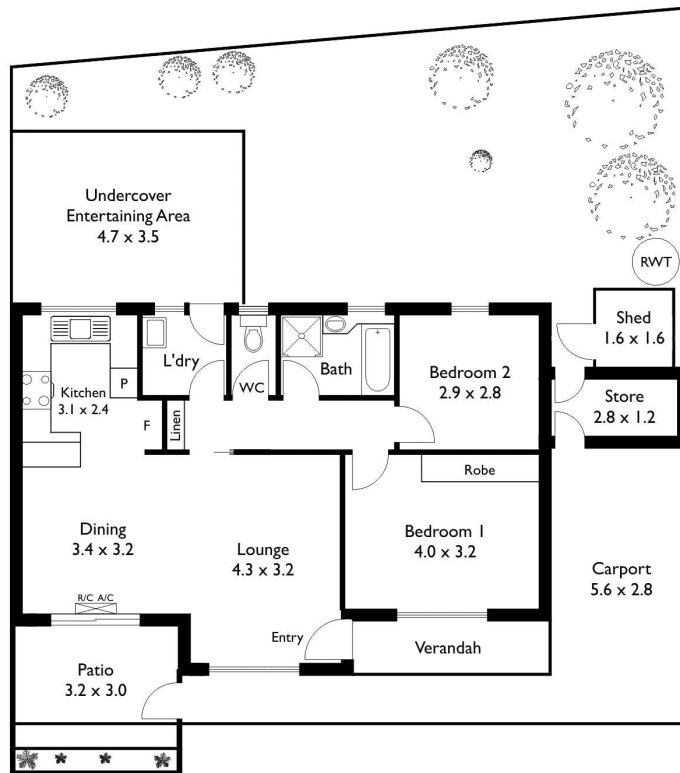 Undercover
Entertaining Area
4.7 x 3.5
RWT
Shed
1.6 x 1.6
L'dry
WC
Bath
Bedroom 2
2.9 x 2.8
Store
2.8 x 1.2
Kitchen
3.1 x 2.4
P
F
Linen
Robe
Dining
3.4 x 3.2
Lounge
4.3 x 3.2
Bedroom 1
4.0 x 3.2
Carport
5.6 x 2.8
R/C A/C
Entry
Verandah
Patio
3.2 x 3.0